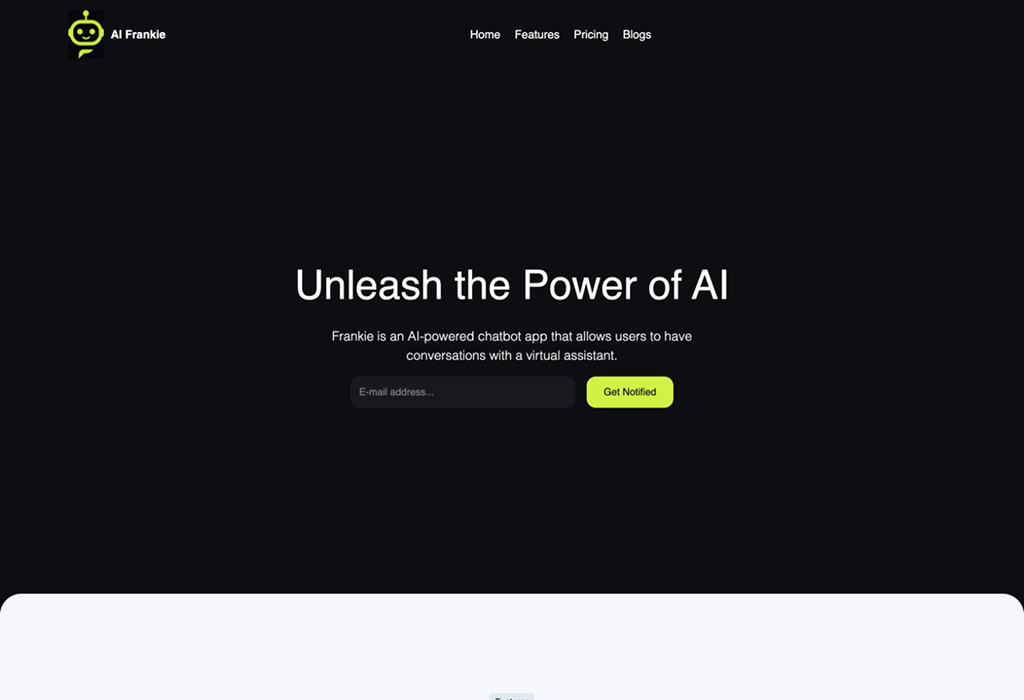 AI Frankie
Home Features Pricing Blogs
Unleash the Power of AI
Frankie is an AI-powered chatbot app that allows users to have
conversations with a virtual assistant.
E-mail address...
Get Notified